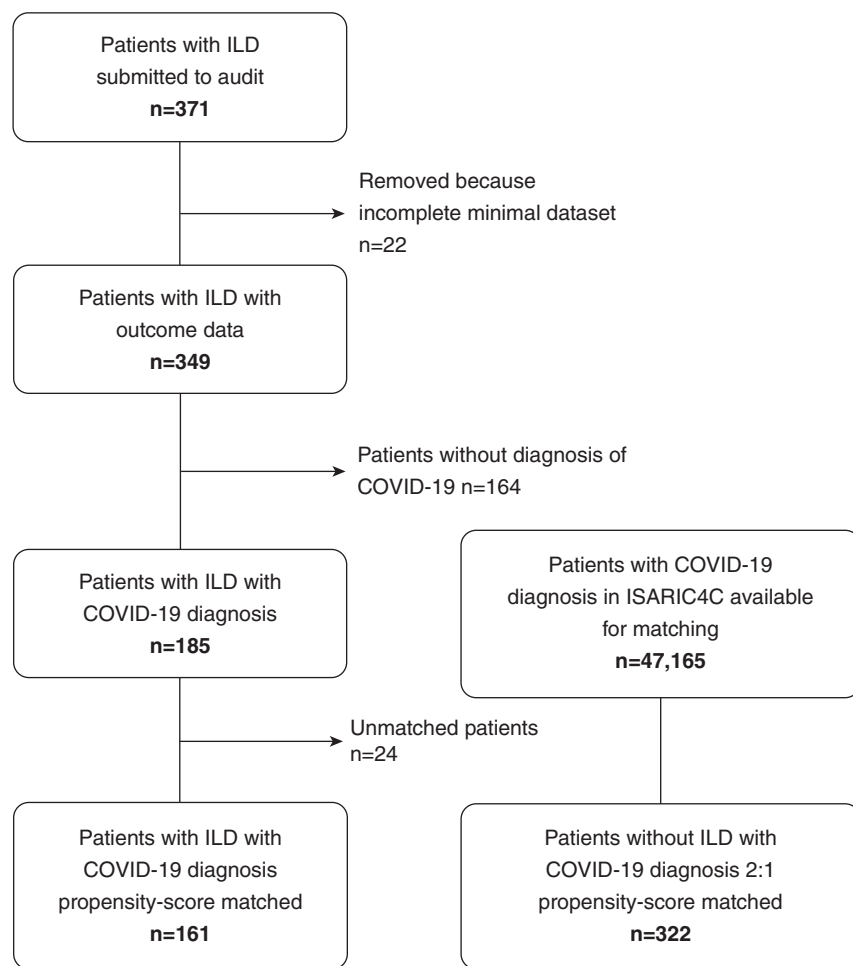 Patients with ILD
submitted to audit
n=371
Removed because
incomplete minimal dataset
n=22
Patients with ILD with
outcome data
n=349
Patients without diagnosis of
COVID-19 n=164
Patients with ILD with
COVID-19 diagnosis
n=185
Patients with COVID-19
diagnosis in ISARIC4C available
for matching
n=47,165
Unmatched patients
n=24
Patients with ILD with
COVID-19 diagnosis
propensity-score matched
n=161
Patients without ILD with
COVID-19 diagnosis 2:1
propensity-score matched
n=322